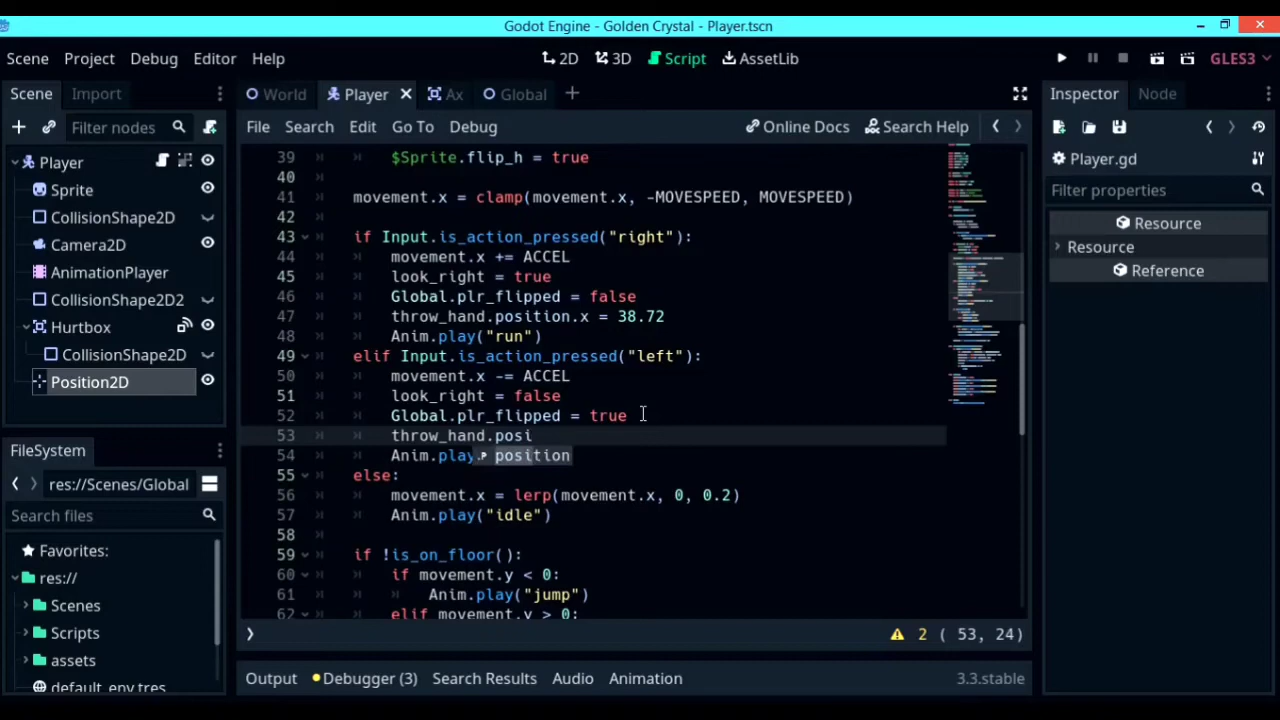 Godot Engine - Golden Crystal - Player.tscn
Scene Project Debug Editor Help
2D 3D Script AssetLib
GLES3
Scene Import
World Player Ax Global
Inspector Node
Filter nodes
File Search Edit Go To Debug
Online Docs Search Help
Player
Sprite
CollisionShape2D
Camera2D
AnimationPlayer
CollisionShape2D2
Hurtbox
CollisionShape2D
Position2D
39 $Sprite.flip_h = true
40
41 movement.x = clamp(movement.x, -MOVESPEED, MOVESPEED)
42
43 if Input.is_action_pressed("right"):
44 movement.x += ACCEL
45 look_right = true
46 Global.plr_flipped = false
47 throw_hand.position.x = 38.72
48 Anim.play("run")
49 elif Input.is_action_pressed("left"):
50 movement.x -= ACCEL
51 look_right = false
52 Global.plr_flipped = true
53 throw_hand.posi
54 Anim.play position
55 else:
56 movement.x = lerp(movement.x, 0, 0.2)
57 Anim.play("idle")
58
59 if !is_on_floor():
60 if movement.y < 0:
61 Anim.play("jump")
62 elif movement.y > 0:
2 ( 53, 24)
Player.gd
Filter properties
Resource
Resource
Reference
FileSystem
res://Scenes/Global
Search files
Favorites:
res://
Scenes
Scripts
assets
default_env.tres
Output Debugger (3) Search Results Audio Animation
3.3.stable